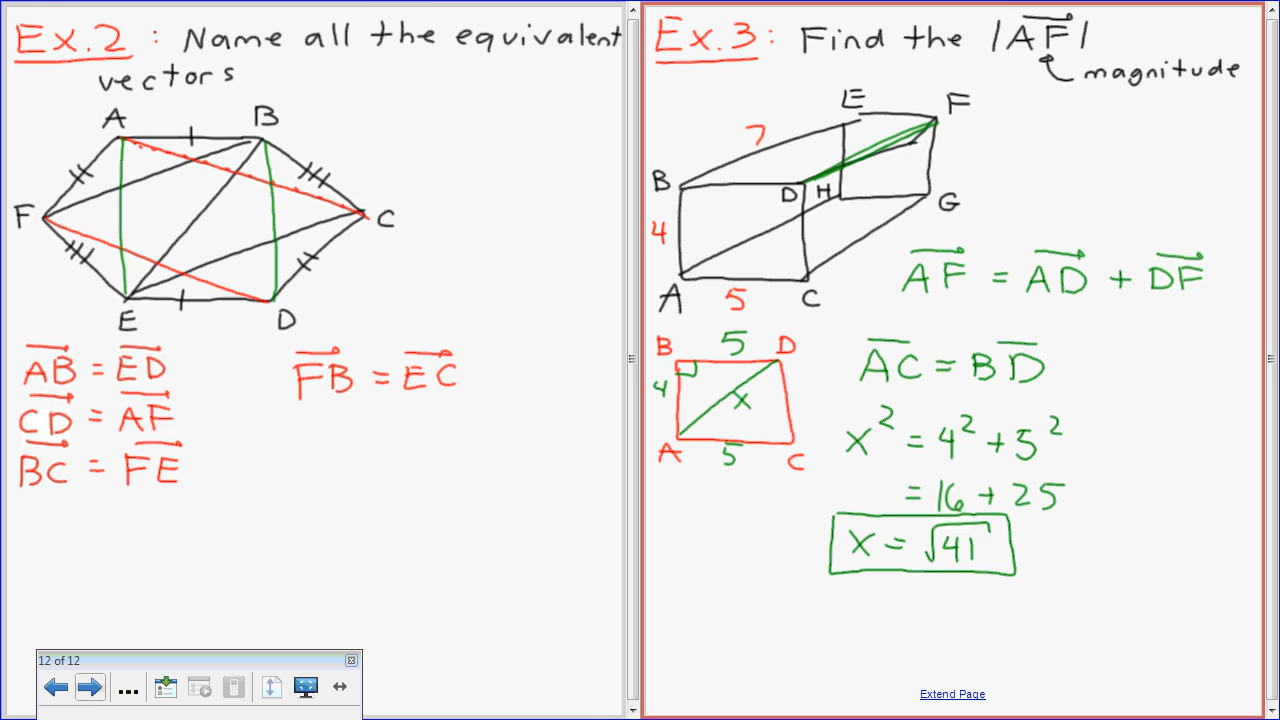 Ex.2 : Name all the equivalent
vectors
A B
F C
E D
AB = ED
CD = AF
BC = FE
FB = EC
12 of 12
...
Ex.3: Find the |AF|
magnitude
E F
7
B D H G
4
A 5 C
AF = AD + DF
B 5 D
4 x
A 5 C
AC = BD
x² = 4² + 5²
= 16 + 25
x = √41
Extend Page